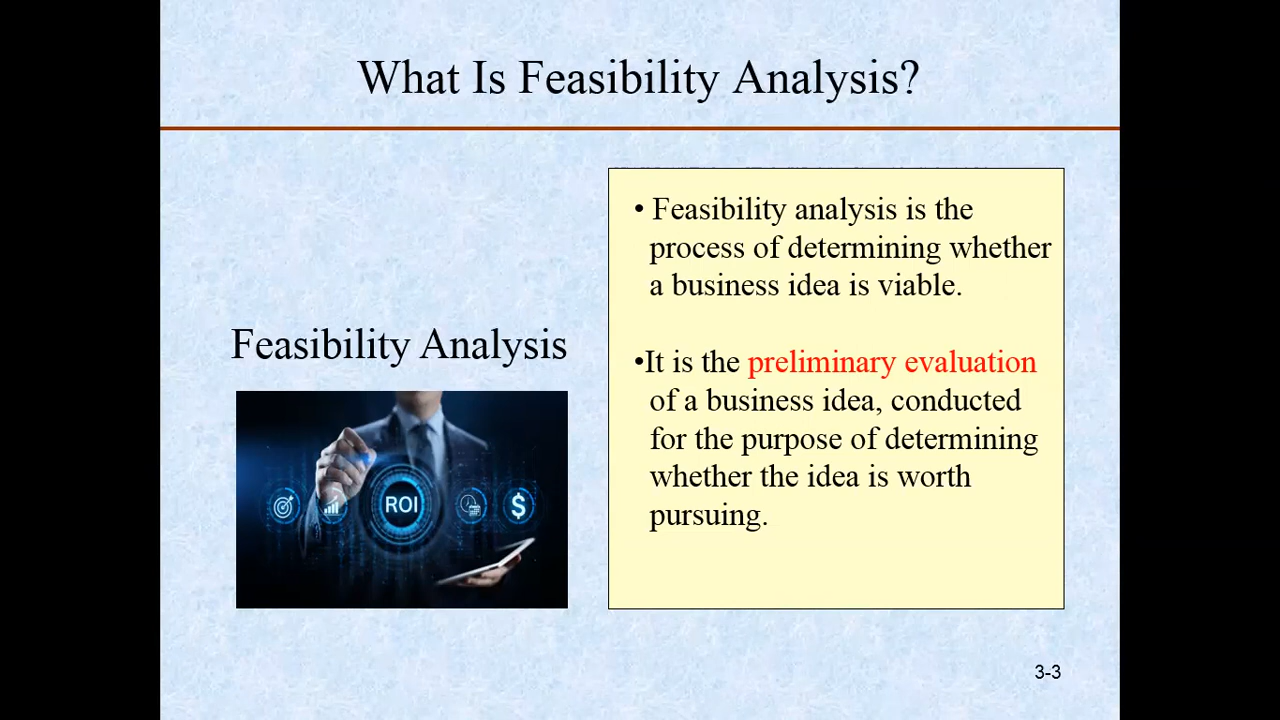 What Is Feasibility Analysis?
Feasibility Analysis
ROI
$
• Feasibility analysis is the
process of determining whether
a business idea is viable.
•It is the preliminary evaluation
of a business idea, conducted
for the purpose of determining
whether the idea is worth
pursuing.
3-3